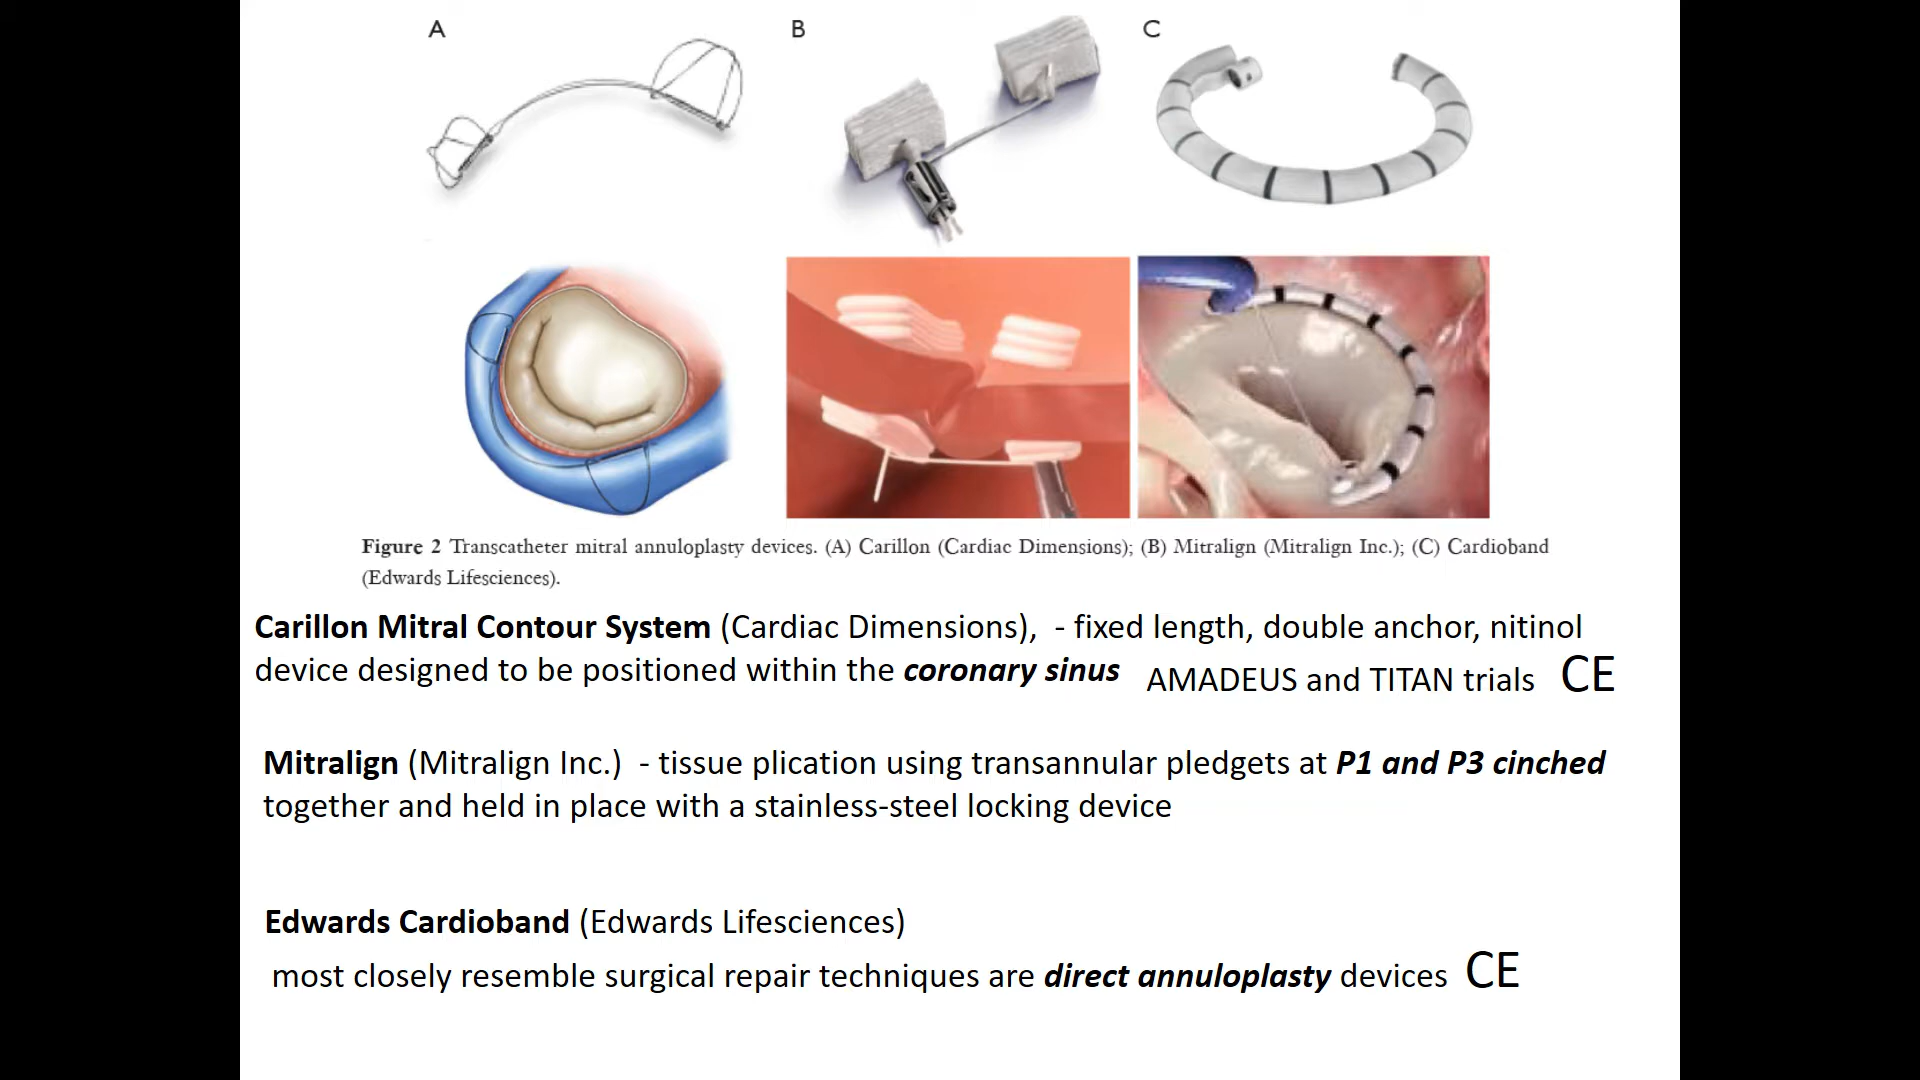 A
B
C
Figure 2 Transcatheter mitral annuloplasty devices. (A) Carillon (Cardiac Dimensions); (B) Mitralign (Mitralign Inc.); (C) Cardioband
(Edwards Lifesciences).
Carillon Mitral Contour System (Cardiac Dimensions),  - fixed length, double anchor, nitinol
device designed to be positioned within the coronary sinus
AMADEUS and TITAN trials CE
Mitralign (Mitralign Inc.)  - tissue plication using transannular pledgets at P1 and P3 cinched
together and held in place with a stainless-steel locking device
Edwards Cardioband (Edwards Lifesciences)
most closely resemble surgical repair techniques are direct annuloplasty devices CE